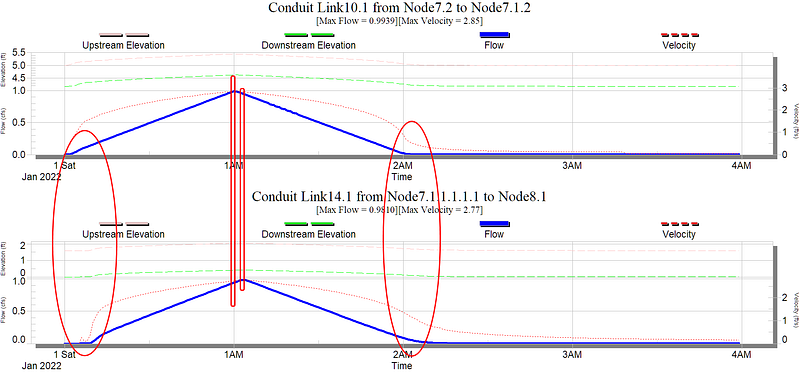 Conduit Link10.1 from Node7.2 to Node7.1.2
[Max Flow = 0.9939][Max Velocity = 2.85]
Upstream Elevation Downstream Elevation Flow Velocity
Elevation (ft)
5.5
5.0
4.5
Flow (cfs)
1.0
0.5
0.0
Velocity (ft/s)
3
2
1
0
1 Sat 1AM 2AM 3AM 4AM
Jan 2022 Time
Conduit Link14.1 from Node7.1.1.1.1.1 to Node8.1
[Max Flow = 0.9810][Max Velocity = 2.77]
Upstream Elevation Downstream Elevation Flow Velocity
Elevation (ft)
2
1
0
Flow (cfs)
1.0
0.5
0.0
Velocity (ft/s)
2
1
0
1 Sat 1AM 2AM 3AM 4AM
Jan 2022 Time